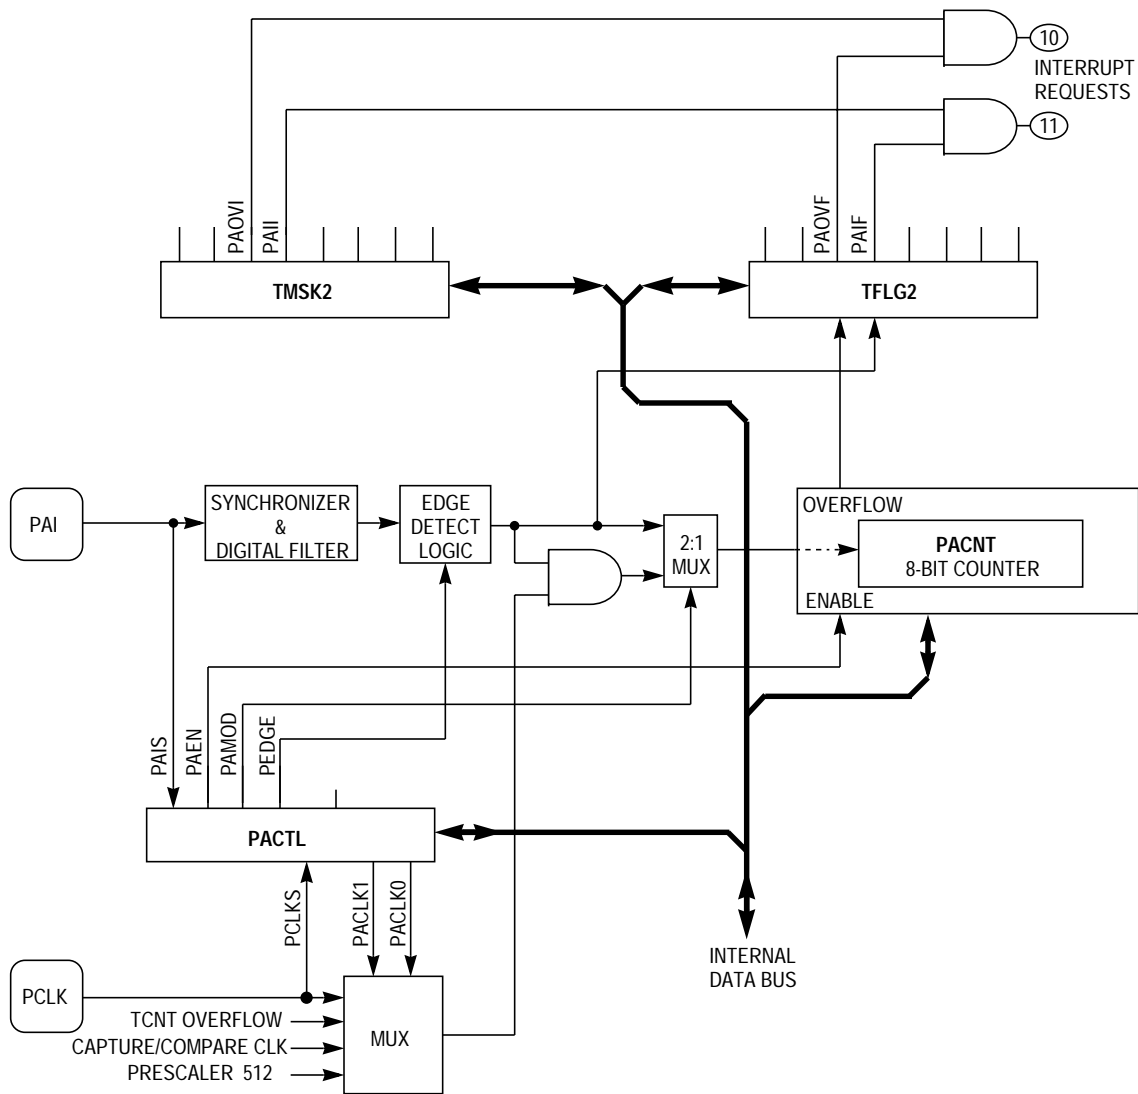 10
INTERRUPT
REQUESTS
11
PAOVI
PAII
PAOVF
PAIF
TMSK2
TFLG2
PAI
SYNCHRONIZER
&
DIGITAL FILTER
EDGE
DETECT
LOGIC
2:1
MUX
OVERFLOW
PACNT
8-BIT COUNTER
ENABLE
PAIS
PAEN
PAMOD
PEDGE
PACTL
PCLKS
PACLK1
PACLK0
INTERNAL
DATA BUS
PCLK
TCNT OVERFLOW
CAPTURE/COMPARE CLK
PRESCALER 512
MUX